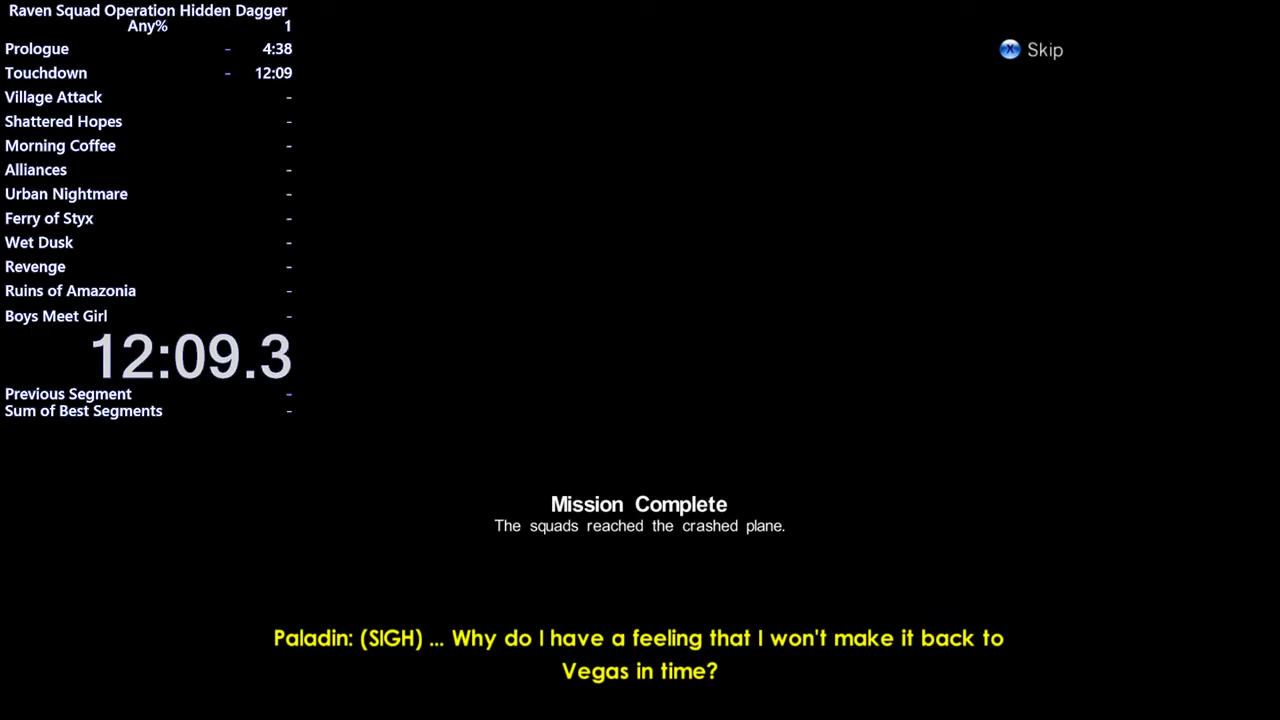 Raven Squad Operation Hidden Dagger
Any% 1
Prologue - 4:38
Touchdown - 12:09
Village Attack -
Shattered Hopes -
Morning Coffee -
Alliances -
Urban Nightmare -
Ferry of Styx -
Wet Dusk -
Revenge -
Ruins of Amazonia -
Boys Meet Girl -
12:09.3
Previous Segment -
Sum of Best Segments -
X Skip
Mission Complete
The squads reached the crashed plane.
Paladin: (SIGH) ... Why do I have a feeling that I won't make it back to
Vegas in time?